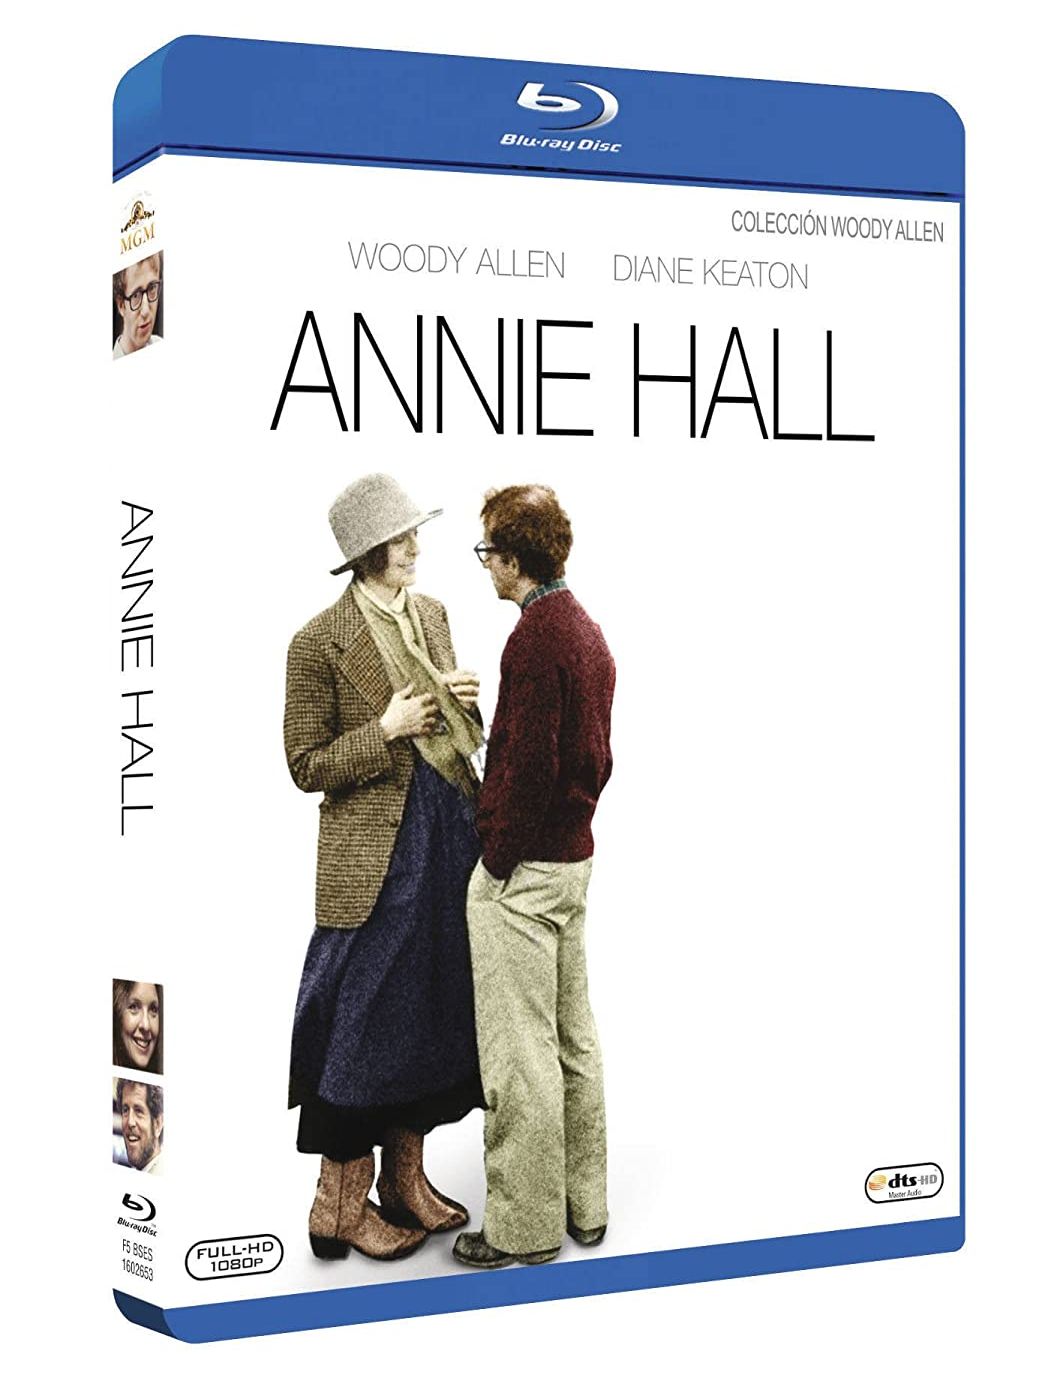 Blu-ray Disc
COLECCIÓN WOODY ALLEN
WOODY ALLEN DIANE KEATON
ANNIE HALL
FULL-HD
1080P
dts-HD
Master Audio
MGM
ANNIE HALL
Blu-ray Disc
F5 BSES
1602653